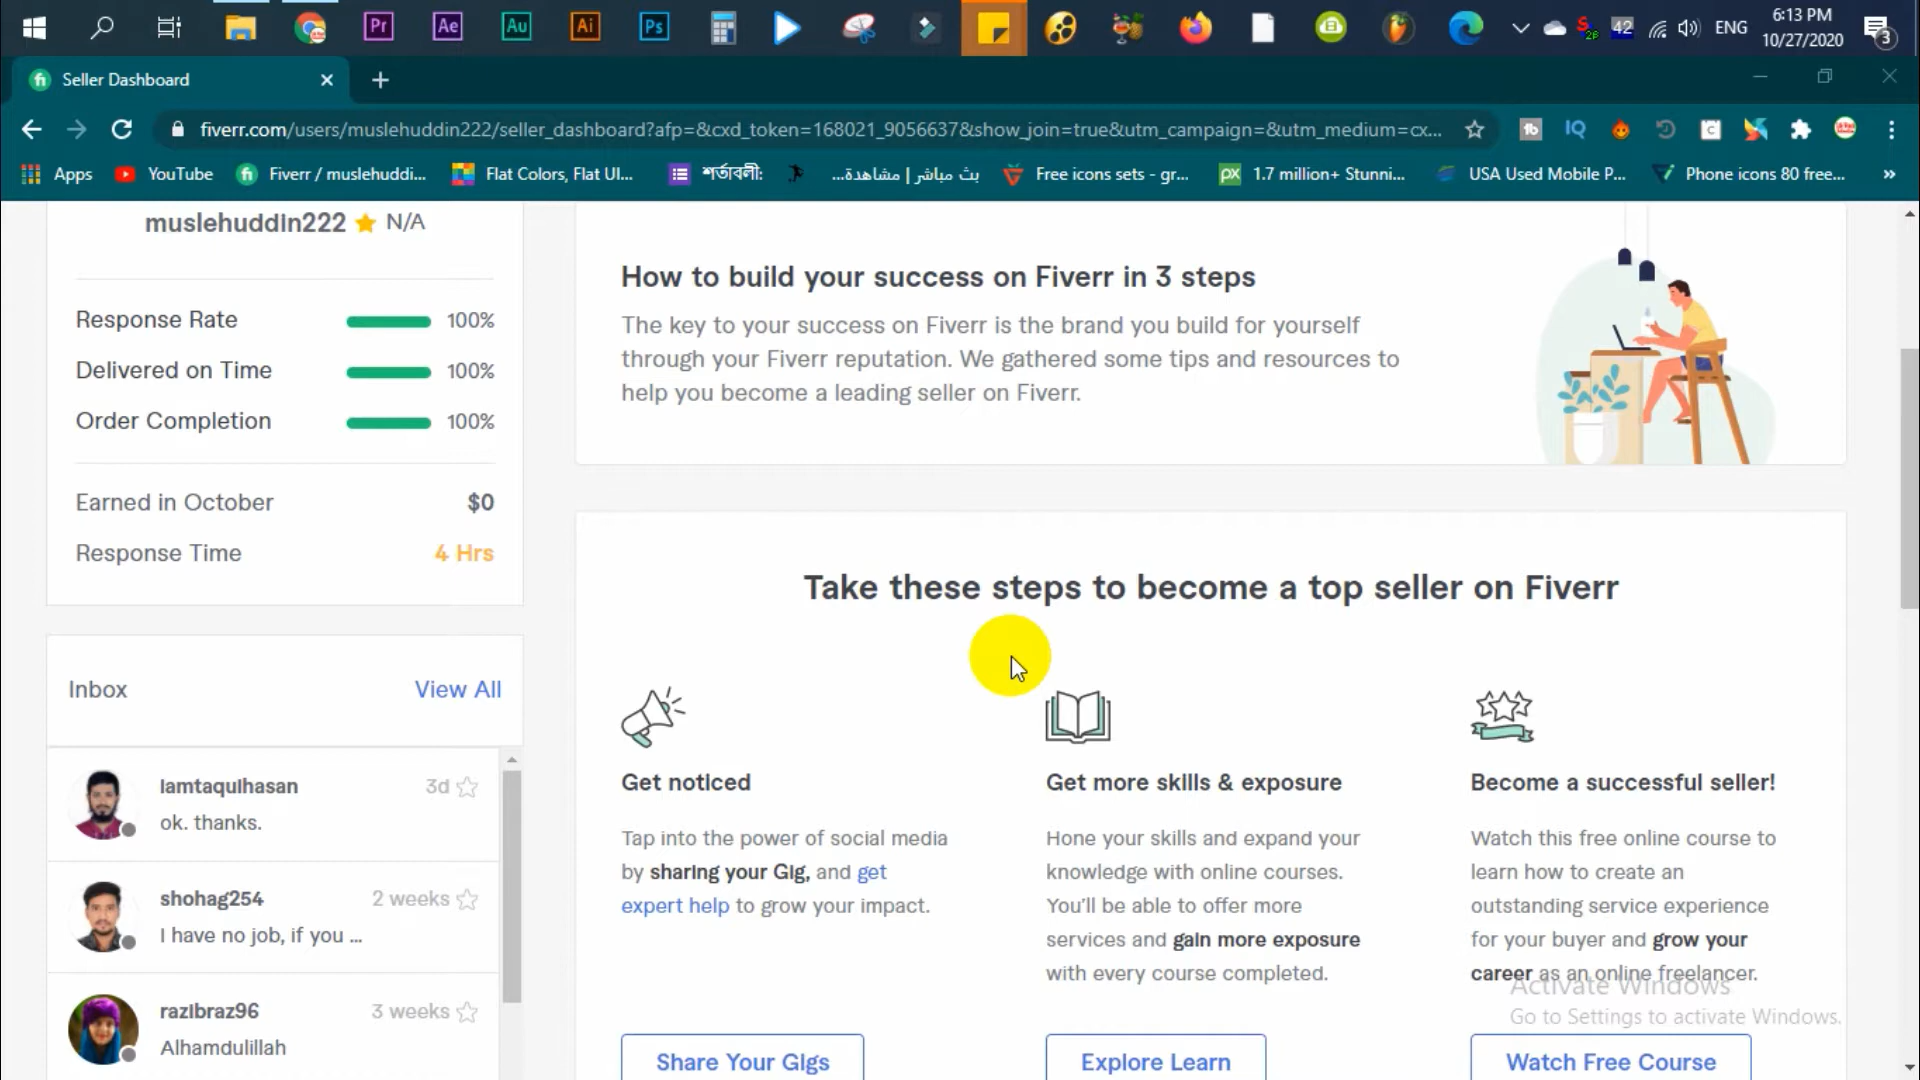 Pr
Ae
Au
Ai
Ps
42
ENG
6:13 PM
10/27/2020
3
Seller Dashboard
fiverr.com/users/muslehuddin222/seller_dashboard?afp=&cxd_token=168021_9056637&show_join=true&utm_campaign=&utm_medium=cx...
IQ
Apps
YouTube
Fiverr / muslehuddi...
Flat Colors, Flat UI...
শর্তাবলী:
بث مباشر | مشاهدة...
Free icons sets - gr...
px
1.7 million+ Stunni...
USA Used Mobile P...
Phone icons 80 free...
»
muslehuddin222 N/A
Response Rate 100%
Delivered on Time 100%
Order Completion 100%
Earned in October $0
Response Time 4 Hrs
Inbox View All
lamtaqulhasan 3d
ok. thanks.
shohag254 2 weeks
I have no job, if you ...
razibraz96 3 weeks
Alhamdulillah
How to build your success on Fiverr in 3 steps
The key to your success on Fiverr is the brand you build for yourself
through your Fiverr reputation. We gathered some tips and resources to
help you become a leading seller on Fiverr.
Take these steps to become a top seller on Fiverr
Get noticed
Tap into the power of social media
by sharing your Gig, and get
expert help to grow your impact.
Share Your Gigs
Get more skills & exposure
Hone your skills and expand your
knowledge with online courses.
You'll be able to offer more
services and gain more exposure
with every course completed.
Explore Learn
Become a successful seller!
Watch this free online course to
learn how to create an
outstanding service experience
for your buyer and grow your
career as an online freelancer.
Watch Free Course
Activate Windows
Go to Settings to activate Windows.